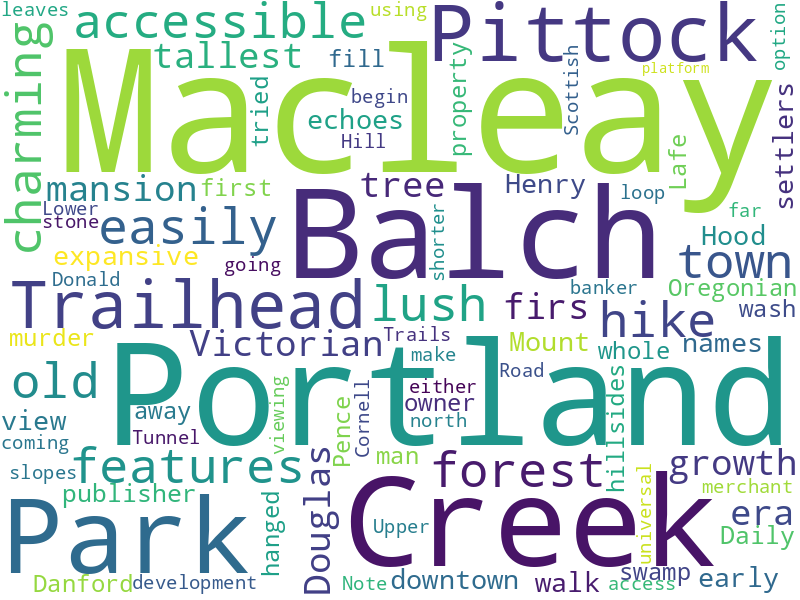 leaves
accessible
using
Pittock
option
charming
Macleay
tallest
fill
tried
begin
echoes
Hill
property
Scottish
platform
settlers
Lafe
mansion
first
tree
Henry
loop
Balch
Lower
stone
easily
far
Hood
town
expansive
going
shorter
Donald
banker
Oregonian
Trailhead
lush
firs
hike
wash
murder
Victorian
Trails
Mount
names
make
whole
Portland
old
Road
either
view
away
owner
north
coming
Tunnel
viewing
Cornell
Pence
hillsides
slopes
features
man
forest
growth
publisher
merchant
Park
hanged
Douglas
Creek
universal
era
Upper
Daily
Danford
development
Note
downtown
walk
swamp
access
early